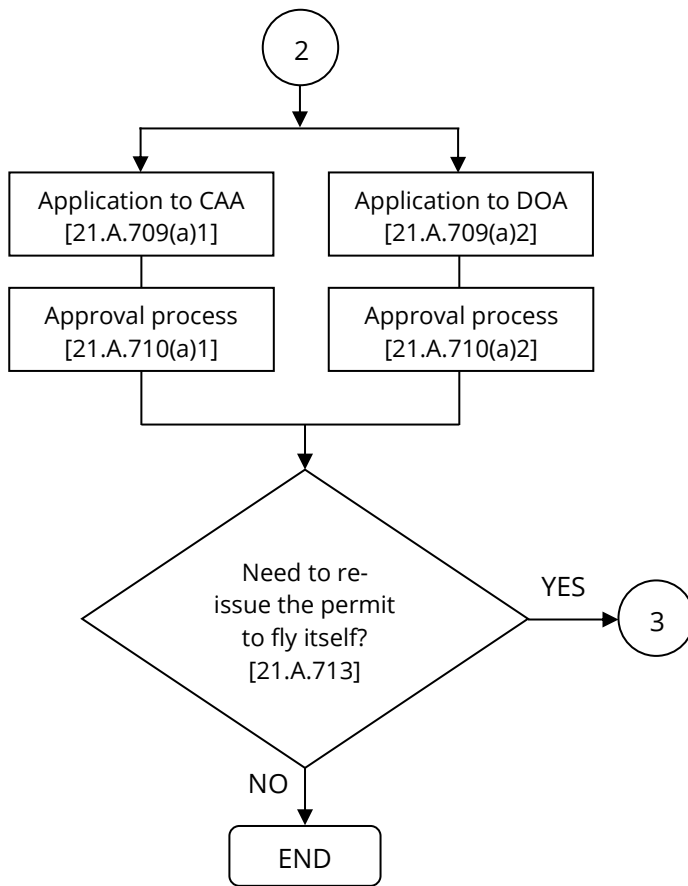 2
Application to CAA
[21.A.709(a)1]
Application to DOA
[21.A.709(a)2]
Approval process
[21.A.710(a)1]
Approval process
[21.A.710(a)2]
Need to re-
issue the permit
to fly itself?
[21.A.713]
YES
3
NO
END